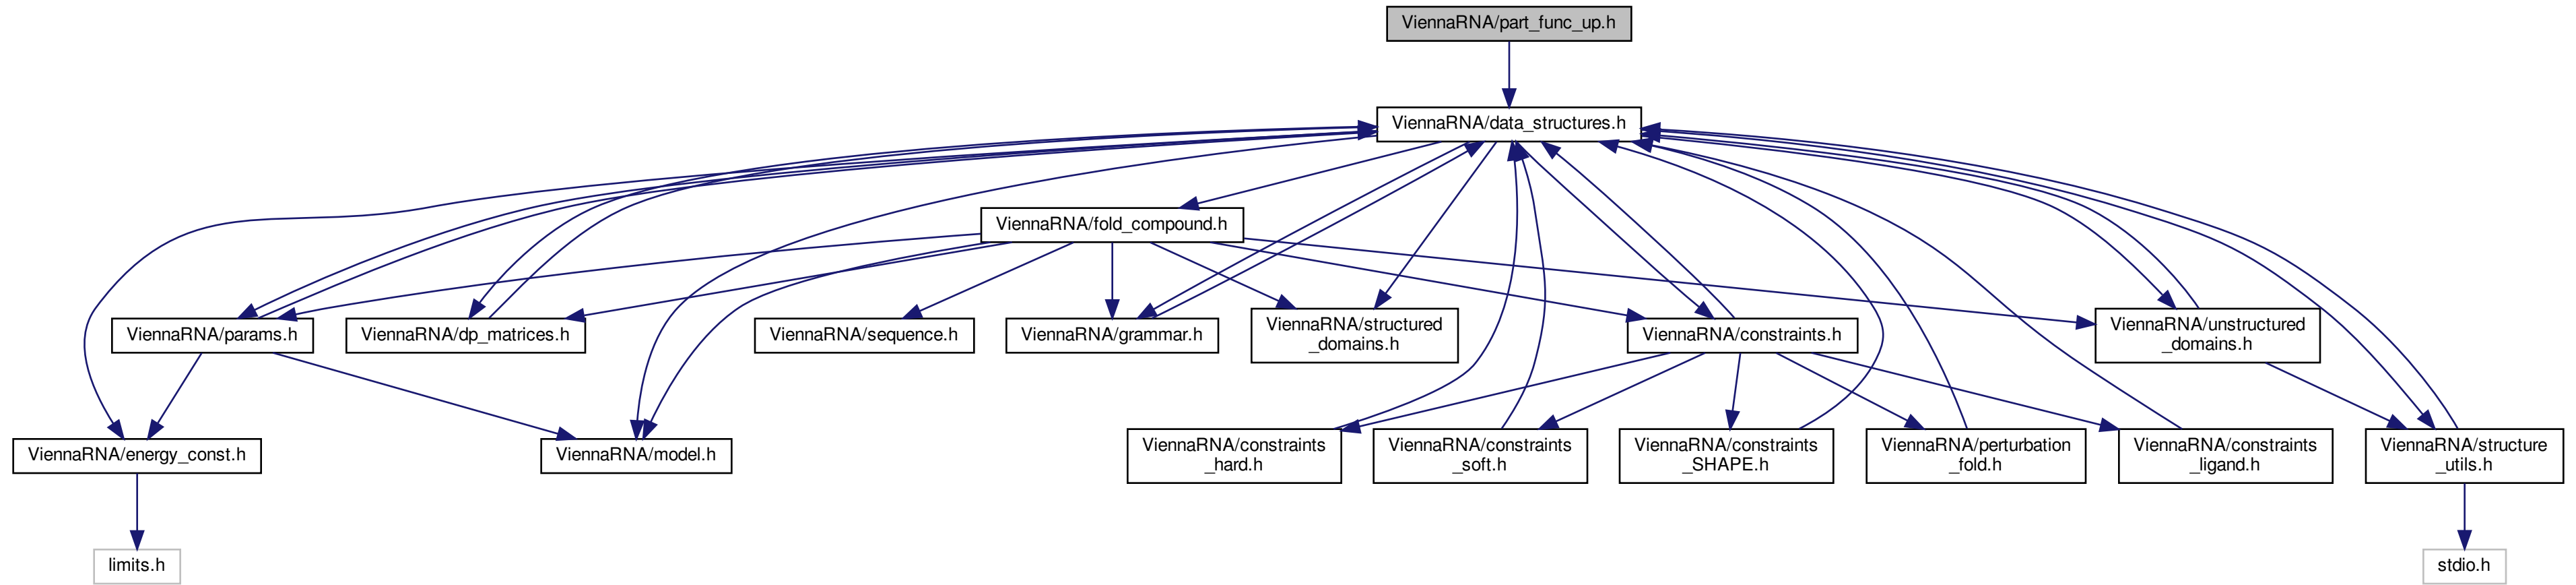 ViennaRNA/part_func_up.h
ViennaRNA/data_structures.h
ViennaRNA/fold_compound.h
ViennaRNA/params.h
ViennaRNA/dp_matrices.h
ViennaRNA/sequence.h
ViennaRNA/grammar.h
ViennaRNA/structured
_domains.h
ViennaRNA/constraints.h
ViennaRNA/unstructured
_domains.h
ViennaRNA/energy_const.h
ViennaRNA/model.h
ViennaRNA/constraints
_hard.h
ViennaRNA/constraints
_soft.h
ViennaRNA/constraints
_SHAPE.h
ViennaRNA/perturbation
_fold.h
ViennaRNA/constraints
_ligand.h
ViennaRNA/structure
_utils.h
limits.h
stdio.h